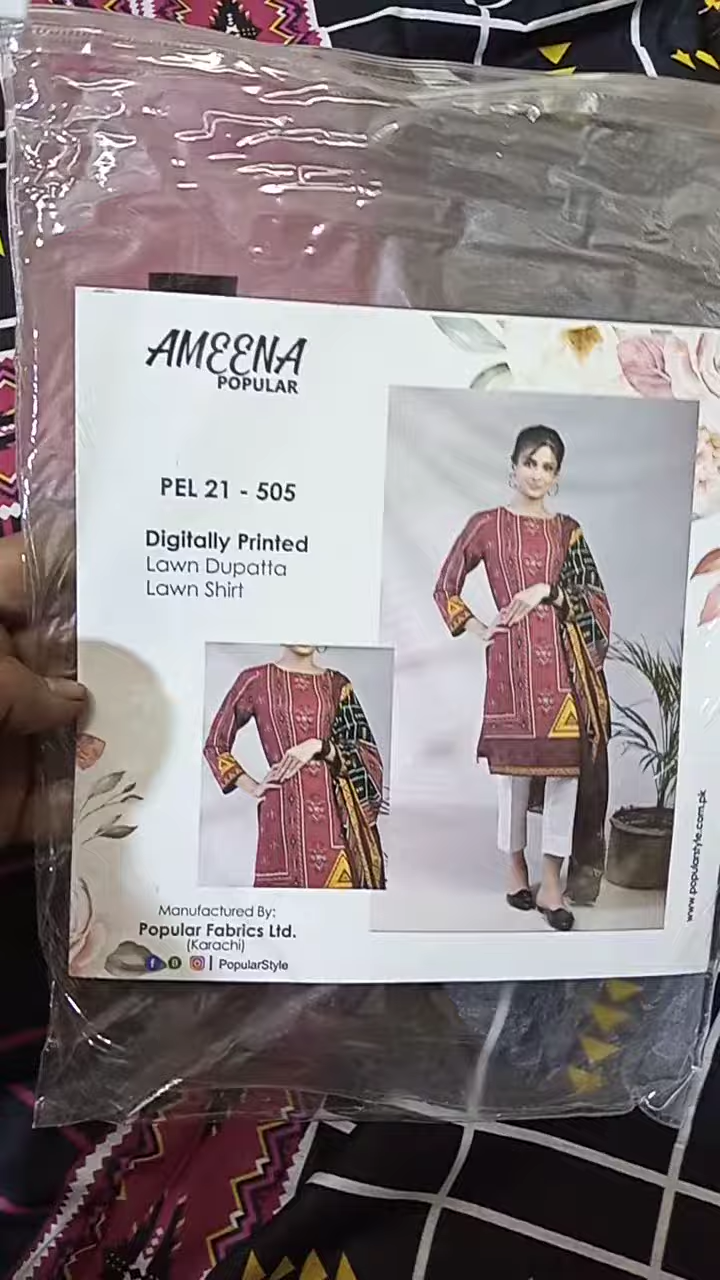 AMEENA
POPULAR
PEL 21 - 505
Digitally Printed
Lawn Dupatta
Lawn Shirt
Manufactured By:
Popular Fabrics Ltd.
(Karachi)
PopularStyle
www.popularstyle.com.pk